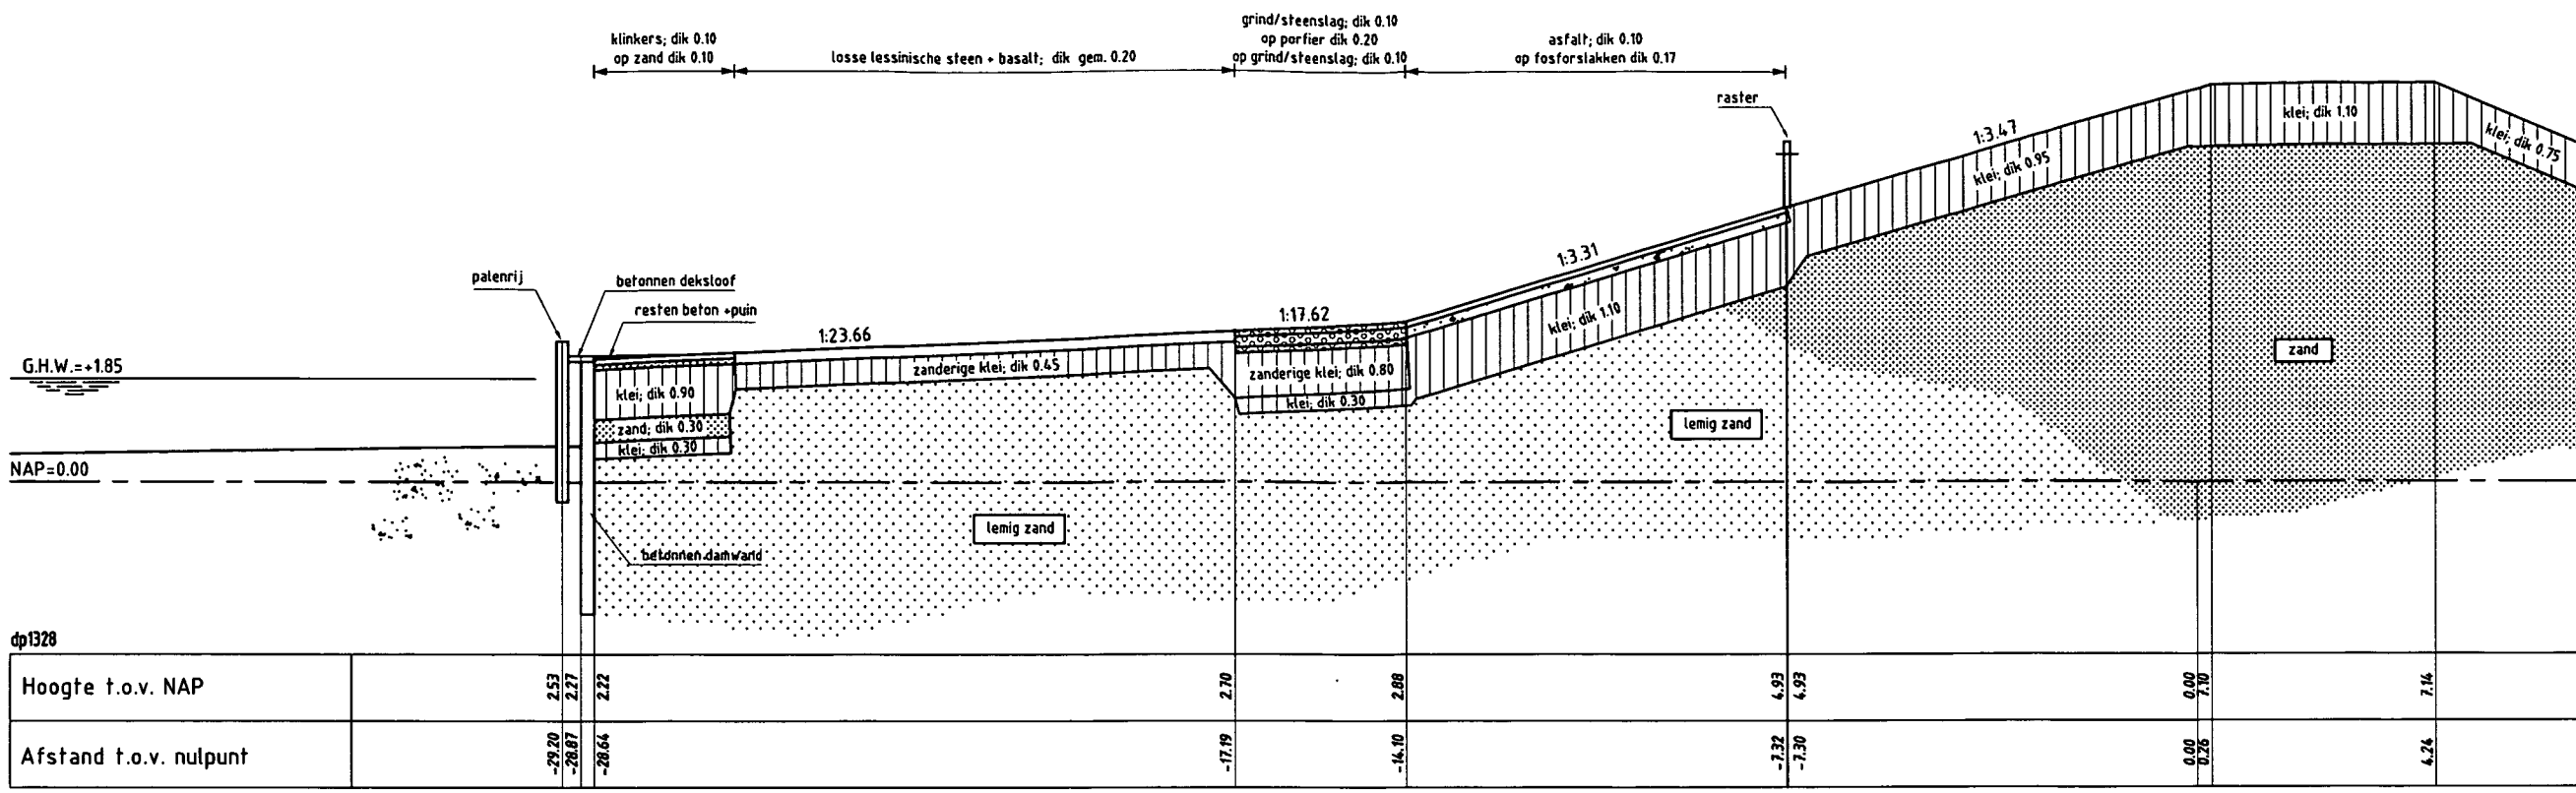 klinkers; dik 0.10
op zand dik 0.10
losse lessinische steen + basalt; dik gem. 0.20
grind/steenslag; dik 0.10
op porfier dik 0.20
op grind/steenslag; dik 0.10
asfalt; dik 0.10
op fosforslakken dik 0.17
raster
1:3.47
klei; dik 0.95
klei; dik 1.10
klei; dik 0.75
palenrij
betonnen deksloof
resten beton +puin
1:23.66
1:17.62
1:3.31
klei; dik 1.10
G.H.W.=+1.85
klei; dik 0.90
zanderige klei; dik 0.45
zanderige klei; dik 0.80
klei; dik 0.30
zand; dik 0.30
klei; dik 0.30
zand
lemig zand
NAP=0.00
lemig zand
betonnen damwand
dp1328
Hoogte t.o.v. NAP
2.53
2.27
2.22
2.70
2.88
4.93
4.93
0.00
7.10
7.14
Afstand t.o.v. nulpunt
-29.20
-28.87
-28.64
-17.19
-14.10
-7.32
-7.30
0.00
0.26
4.24